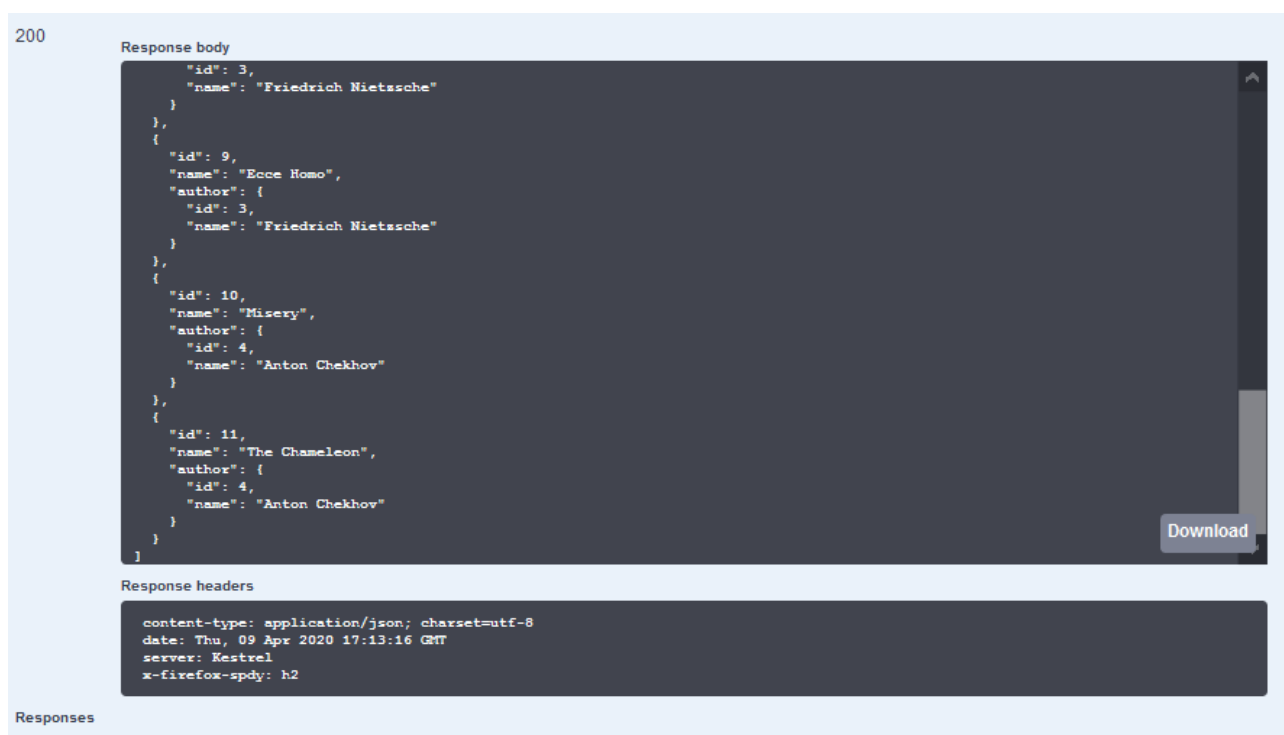 200
Response body
"id": 3,
"name": "Friedrich Nietzsche"
}
},
{
"id": 9,
"name": "Ecce Homo",
"author": {
"id": 3,
"name": "Friedrich Nietzsche"
}
},
{
"id": 10,
"name": "Misery",
"author": {
"id": 4,
"name": "Anton Chekhov"
}
},
{
"id": 11,
"name": "The Chameleon",
"author": {
"id": 4,
"name": "Anton Chekhov"
}
}
]
Download
Response headers
content-type: application/json; charset=utf-8
date: Thu, 09 Apr 2020 17:13:16 GMT
server: Kestrel
x-firefox-spdy: h2
Responses